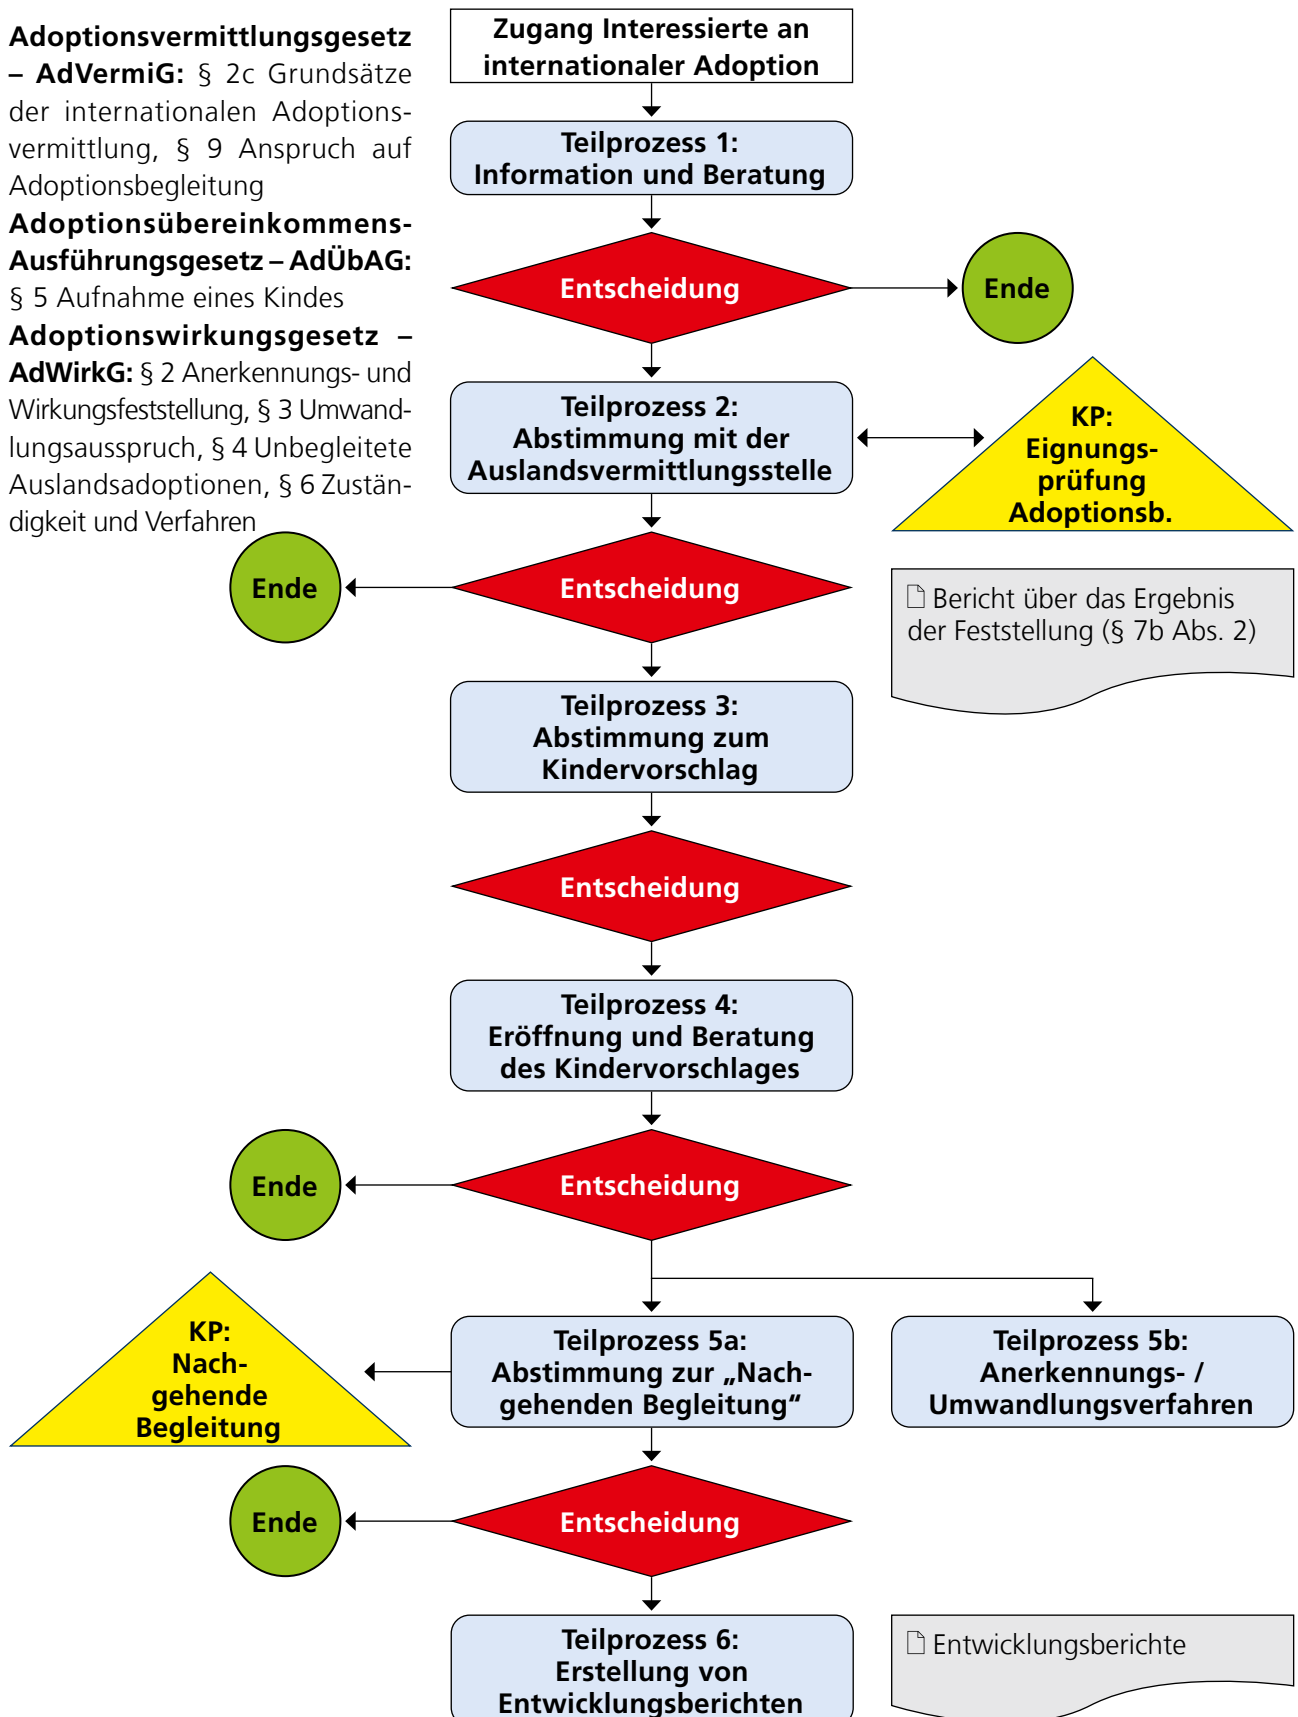 Adoptionsvermittlungsgesetz
– AdVermiG: § 2c Grundsätze
der internationalen Adoptions-
vermittlung, § 9 Anspruch auf
Adoptionsbegleitung
Adoptionsübereinkommens-
Ausführungsgesetz – AdÜbAG:
§ 5 Aufnahme eines Kindes
Adoptionswirkungsgesetz –
AdWirkG: § 2 Anerkennungs- und
Wirkungsfeststellung, § 3 Umwand-
lungsausspruch, § 4 Unbegleitete
Auslandsadoptionen, § 6 Zustän-
digkeit und Verfahren
Zugang Interessierte an
internationaler Adoption
Teilprozess 1:
Information und Beratung
Entscheidung
Ende
Teilprozess 2:
Abstimmung mit der
Auslandsvermittlungsstelle
KP:
Eignungs-
prüfung
Adoptionsb.
Entscheidung
Ende
Bericht über das Ergebnis
der Feststellung (§ 7b Abs. 2)
Teilprozess 3:
Abstimmung zum
Kindervorschlag
Entscheidung
Teilprozess 4:
Eröffnung und Beratung
des Kindervorschlages
Entscheidung
Ende
KP:
Nach-
gehende
Begleitung
Teilprozess 5a:
Abstimmung zur „Nach-
gehenden Begleitung“
Teilprozess 5b:
Anerkennungs- /
Umwandlungsverfahren
Entscheidung
Ende
Teilprozess 6:
Erstellung von
Entwicklungsberichten
Entwicklungsberichte